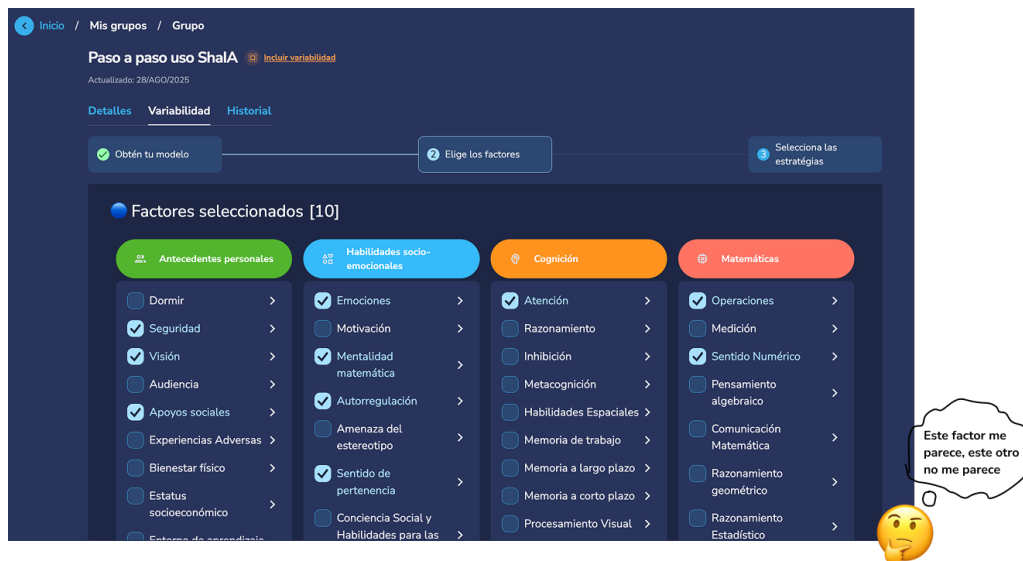 Inicio / Mis grupos / Grupo
Paso a paso uso ShaIA Incluir variabilidad
Actualizado: 28/AGO/2025
Detalles Variabilidad Historial
Obtén tu modelo
2 Elige los factores
3 Selecciona las
estratégias
Factores seleccionados [10]
Antecedentes personales
Dormir
Seguridad
Visión
Audiencia
Apoyos sociales
Experiencias Adversas
Bienestar físico
Estatus
socioeconómico
Entorno de aprendizaje
Habilidades socio-
emocionales
Emociones
Motivación
Mentalidad
matemática
Autorregulación
Amenaza del
estereotipo
Sentido de
pertenencia
Conciencia Social y
Habilidades para las
Cognición
Atención
Razonamiento
Inhibición
Metacognición
Habilidades Espaciales
Memoria de trabajo
Memoria a largo plazo
Memoria a corto plazo
Procesamiento Visual
Matemáticas
Operaciones
Medición
Sentido Numérico
Pensamiento
algebraico
Comunicación
Matemática
Razonamiento
geométrico
Razonamiento
Estadístico
Este factor me
parece, este otro
no me parece